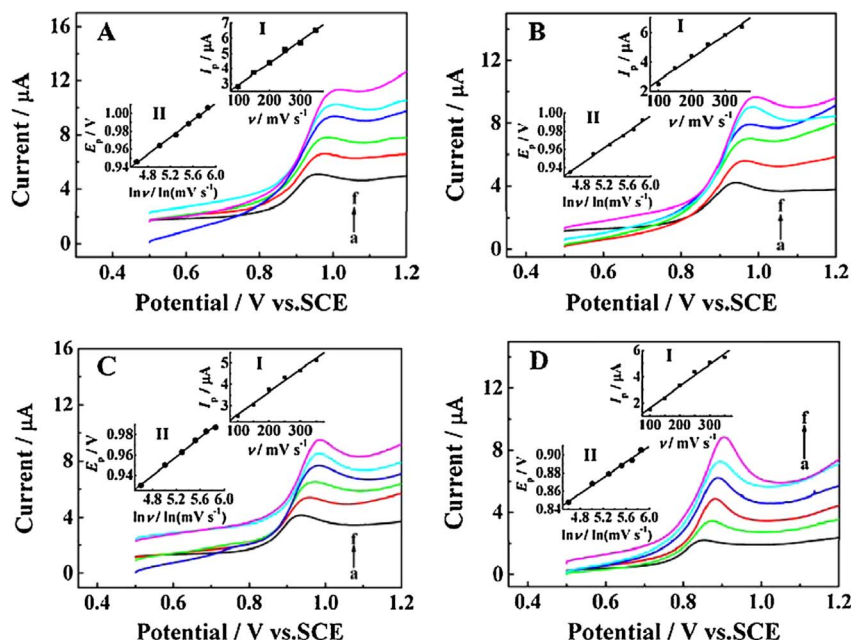 A
16
12
8
4
0
Current / μA
0.4 0.6 0.8 1.0 1.2
Potential / V vs.SCE
I
7
6
5
4
3
I_p / μA
100 200 300
ν / mV s⁻¹
II
1.00
0.98
0.96
0.94
E_p / V
4.8 5.2 5.6 6.0
lnν / ln(mV s⁻¹)
f
a
B
14
7
0
Current / μA
0.4 0.6 0.8 1.0 1.2
Potential / V vs.SCE
I
8
6
4
I_p / μA
100 200 300
ν / mV s⁻¹
II
1.00
0.98
0.96
0.94
E_p / V
4.8 5.2 5.6 6.0
lnν / ln(mV s⁻¹)
f
a
C
16
12
8
4
0
Current / μA
0.4 0.6 0.8 1.0 1.2
Potential / V vs.SCE
I
5
4
3
I_p / μA
100 200 300
ν / mV s⁻¹
II
0.98
0.96
0.94
E_p / V
4.8 5.2 5.6 6.0
lnν / ln(mV s⁻¹)
f
a
D
14
7
0
Current / μA
0.4 0.6 0.8 1.0 1.2
Potential / V vs.SCE
I
6
4
2
I_p / μA
100 200 300
ν / mV s⁻¹
II
0.90
0.88
0.86
0.84
E_p / V
4.8 5.2 5.6 6.0
lnν / ln(mV s⁻¹)
f
a